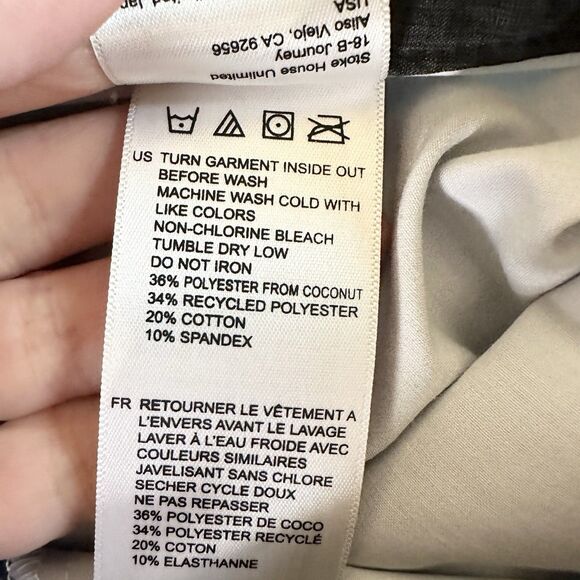 Stoke House Unlimited
18-B Journey
Aliso Viejo, CA 92656
USA
US TURN GARMENT INSIDE OUT
BEFORE WASH
MACHINE WASH COLD WITH
LIKE COLORS
NON-CHLORINE BLEACH
TUMBLE DRY LOW
DO NOT IRON
36% POLYESTER FROM COCONUT
34% RECYCLED POLYESTER
20% COTTON
10% SPANDEX
FR RETOURNER LE VÊTEMENT A
L'ENVERS AVANT LE LAVAGE
LAVER À L'EAU FROIDE AVEC
COULEURS SIMILAIRES
JAVELISANT SANS CHLORE
SECHER CYCLE DOUX
NE PAS REPASSER
36% POLYESTER DE COCO
34% POLYESTER RECYCLÉ
20% COTON
10% ELASTHANNE